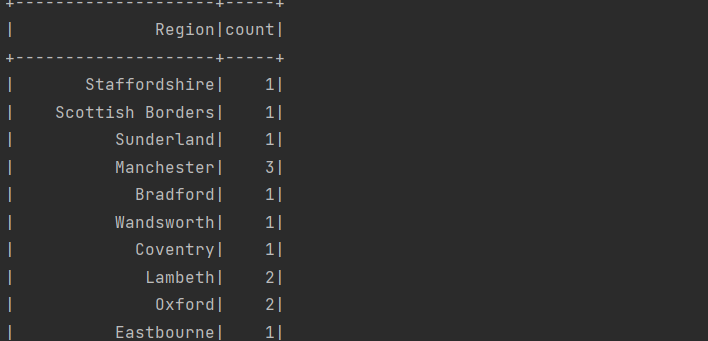 +--------------------+-----+
|              Region|count|
+--------------------+-----+
|       Staffordshire|    1|
|    Scottish Borders|    1|
|          Sunderland|    1|
|          Manchester|    3|
|            Bradford|    1|
|          Wandsworth|    1|
|            Coventry|    1|
|             Lambeth|    2|
|              Oxford|    2|
|          Eastbourne|    1|